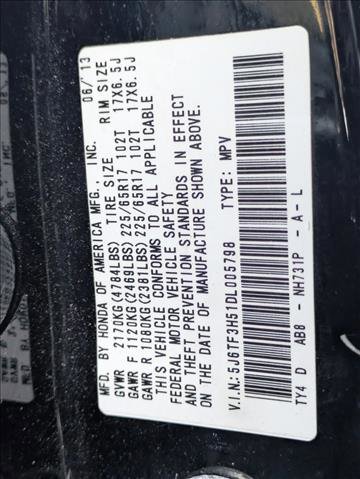 MFD. BY HONDA OF AMERICA MFG., INC. 06/13
GVWR 2170KG(4784LBS) TIRE SIZE RIM SIZE
GAWR F 1120KG(2469LBS) 225/65R17 102T 17X6.5J
GAWR R 1080KG(2381LBS) 225/65R17 102T 17X6.5J
THIS VEHICLE CONFORMS TO ALL APPLICABLE
FEDERAL MOTOR VEHICLE SAFETY
AND THEFT PREVENTION STANDARDS IN EFFECT
ON THE DATE OF MANUFACTURE SHOWN ABOVE.
V.I.N.: 5J6TF3H51DL005798 TYPE: MPV
TY4 D AB8 - NH731P - A - L